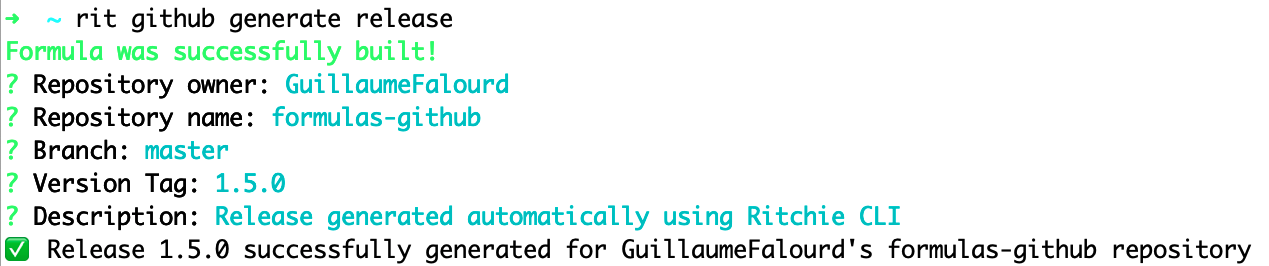 ➜  ~ rit github generate release
Formula was successfully built!
? Repository owner: GuillaumeFalourd
? Repository name: formulas-github
? Branch: master
? Version Tag: 1.5.0
? Description: Release generated automatically using Ritchie CLI
✅ Release 1.5.0 successfully generated for GuillaumeFalourd's formulas-github repository